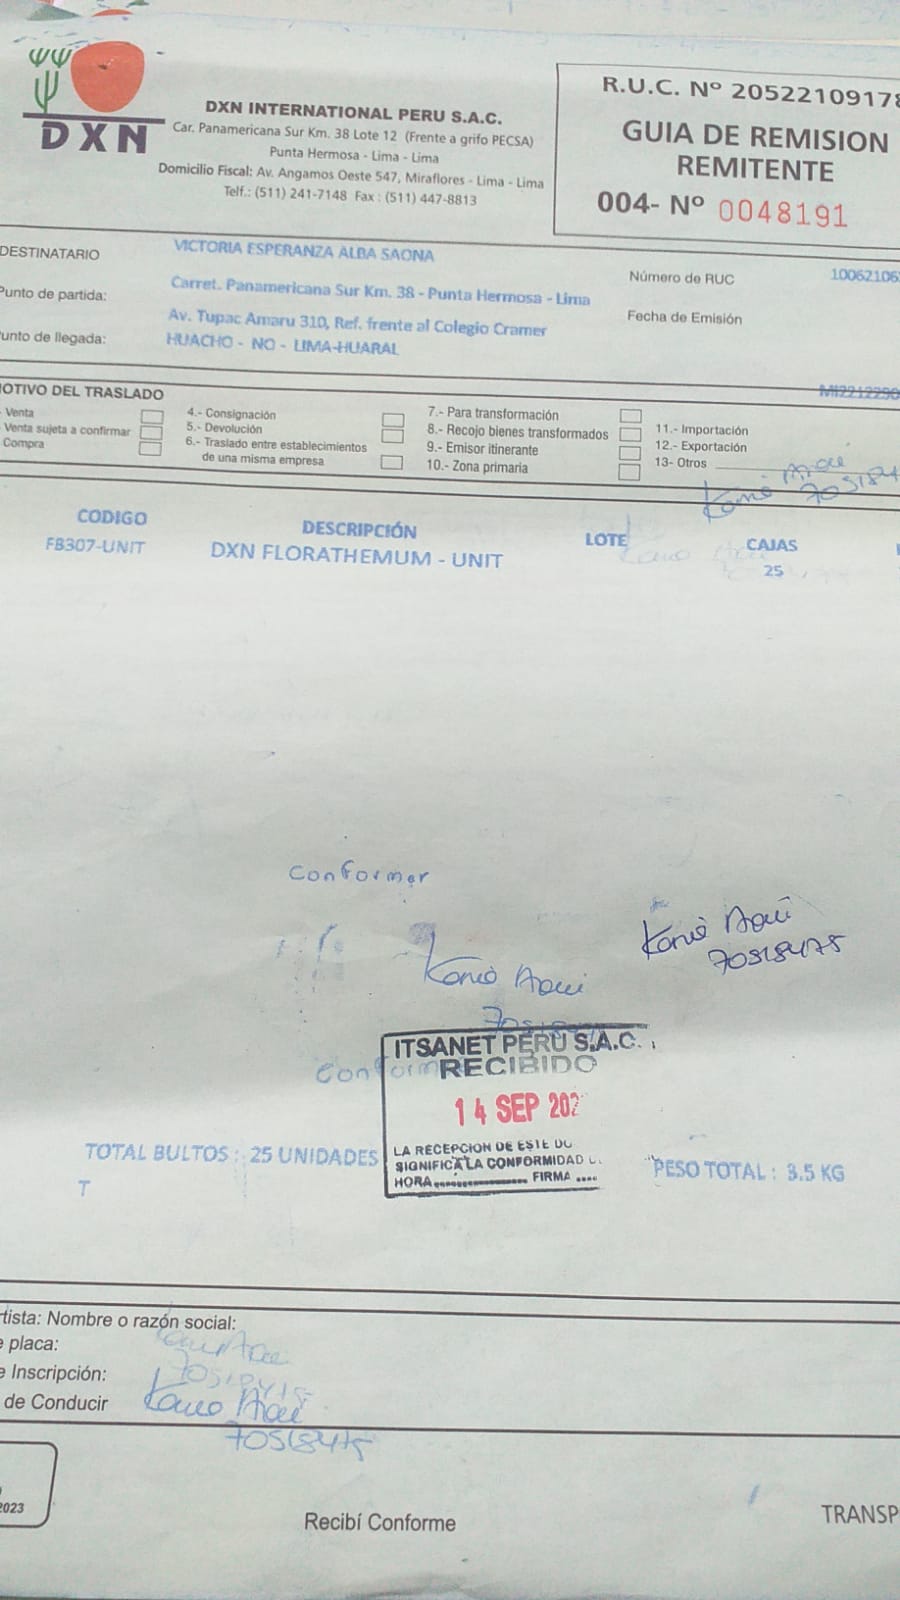 DXN
DXN INTERNATIONAL PERU S.A.C.
Car. Panamericana Sur Km. 38 Lote 12 (Frente a grifo PECSA)
Punta Hermosa - Lima - Lima
Domicilio Fiscal: Av. Angamos Oeste 547, Miraflores - Lima - Lima
Telf.: (511) 241-7148 Fax : (511) 447-8813
R.U.C. Nº 20522109178
GUIA DE REMISION
REMITENTE
004- Nº 0048191
DESTINATARIO VICTORIA ESPERANZA ALBA SAONA
Número de RUC 10062106
Punto de partida: Carret. Panamericana Sur Km. 38 - Punta Hermosa - Lima
Fecha de Emisión
unto de llegada: Av. Tupac Amaru 310, Ref. frente al Colegio Cramer
HUACHO - NO - LIMA-HUARAL
MI2212290
OTIVO DEL TRASLADO
Venta
Venta sujeta a confirmar
Compra
4.- Consignación
5.- Devolución
6.- Traslado entre establecimientos
de una misma empresa
7.- Para transformación
8.- Recojo bienes transformados
9.- Emisor itinerante
10.- Zona primaria
11.- Importación
12.- Exportación
13- Otros
CODIGO DESCRIPCIÓN LOTE CAJAS
FB307-UNIT DXN FLORATHEMUM - UNIT 25
70518475
ITSANET PERU S.A.C.
RECIBIDO
14 SEP 202
LA RECEPCION DE ESTE DO
SIGNIFICA LA CONFORMIDAD
HORA FIRMA
TOTAL BULTOS : 25 UNIDADES
PESO TOTAL : 3.5 KG
T
tista: Nombre o razón social:
e placa:
e Inscripción:
de Conducir
70518475
2023
Recibí Conforme
TRANSP